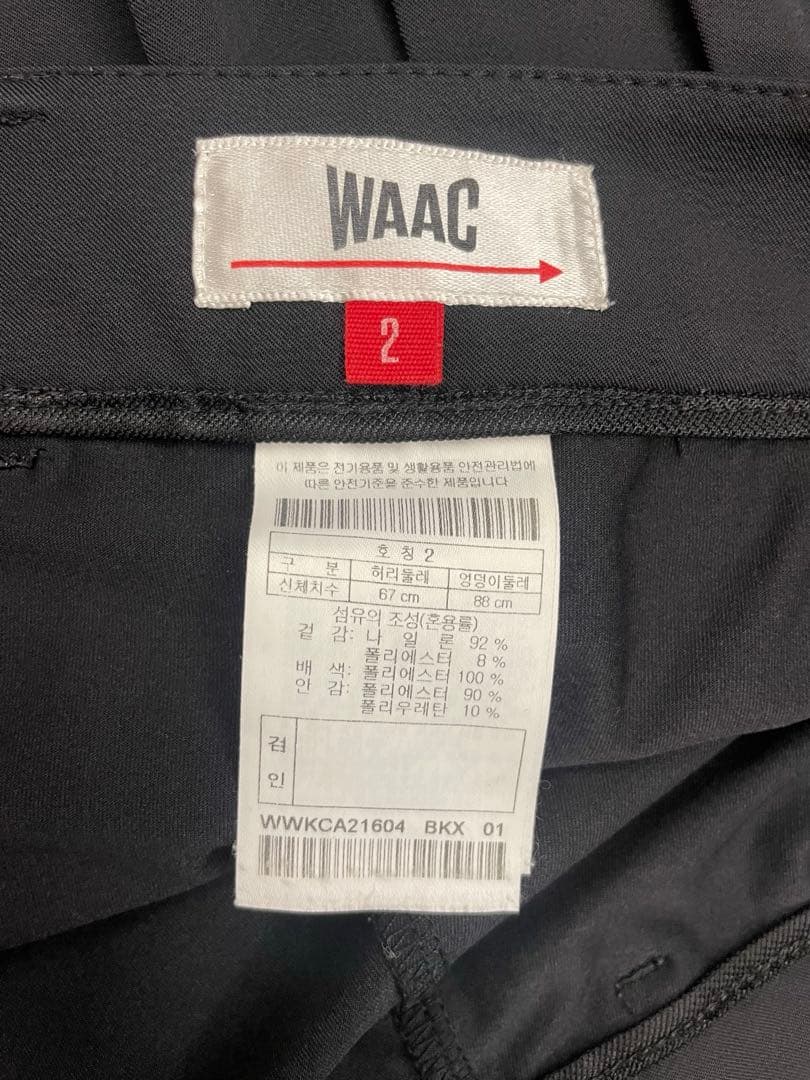 WAAC
2
이 제품은 전기용품 및 생활용품 안전관리법에
따른 안전기준을 준수한 제품입니다
호 칭 2
구 분 허리둘레 엉덩이둘레
신체치수 67 cm 88 cm
섬유의 조성(혼용률)
겉 감: 나 일 론 92 %
폴리에스터 8 %
배 색: 폴리에스터 100 %
안 감: 폴리에스터 90 %
폴리우레탄 10 %
검
인
WWKCA21604 BKX 01